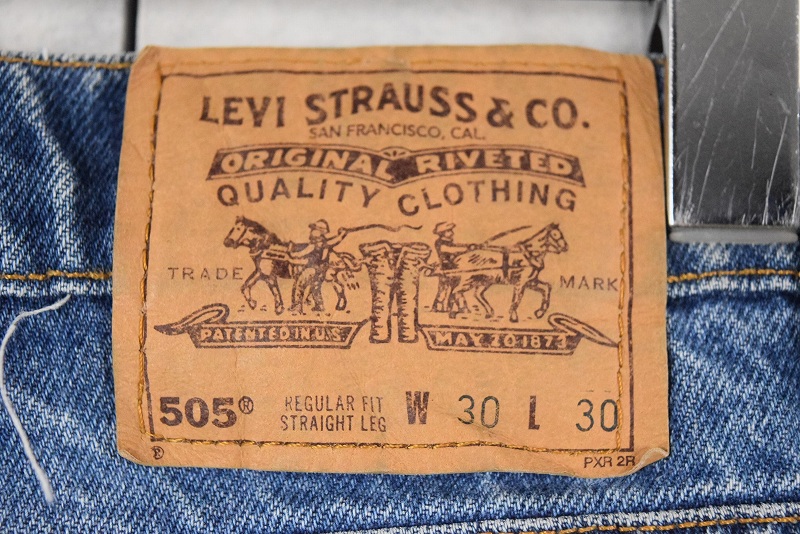 LEVI STRAUSS & CO.
SAN FRANCISCO, CAL.
ORIGINAL RIVETED
QUALITY CLOTHING
TRADE MARK
PATENTED IN U.S. MAY 20 1873
505® REGULAR FIT W 30 L 30
STRAIGHT LEG
® PXR 2R